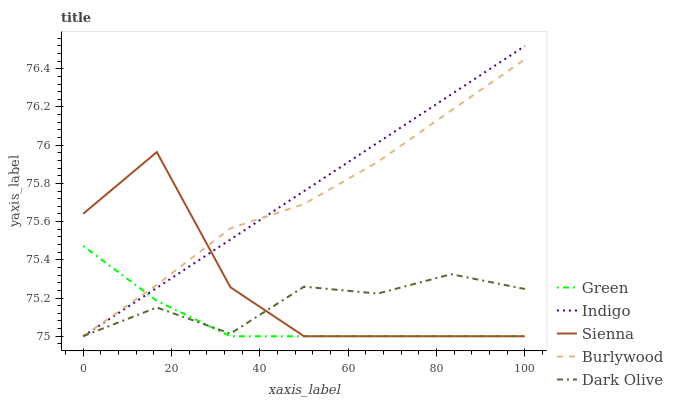 title
yaxis_label
76.4
76.2
76
75.8
75.6
75.4
75.2
75
0 20 40 60 80 100
xaxis_label
Green
Indigo
Sienna
Burlywood
Dark Olive